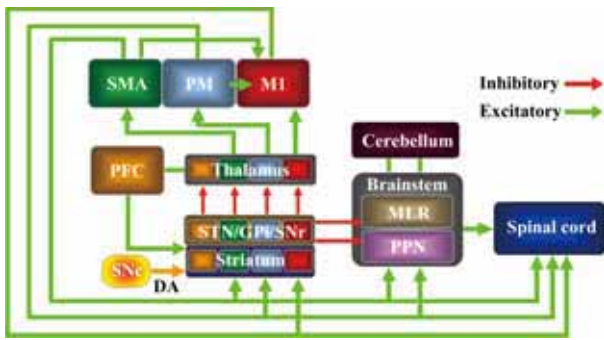 SMA
PM
M1
Inhibitory
Excitatory
Cerebellum
Thalamus
PFC
Brainstem
MLR
STN/GPi/SNr
PPN
Spinal cord
Striatum
SNc
DA